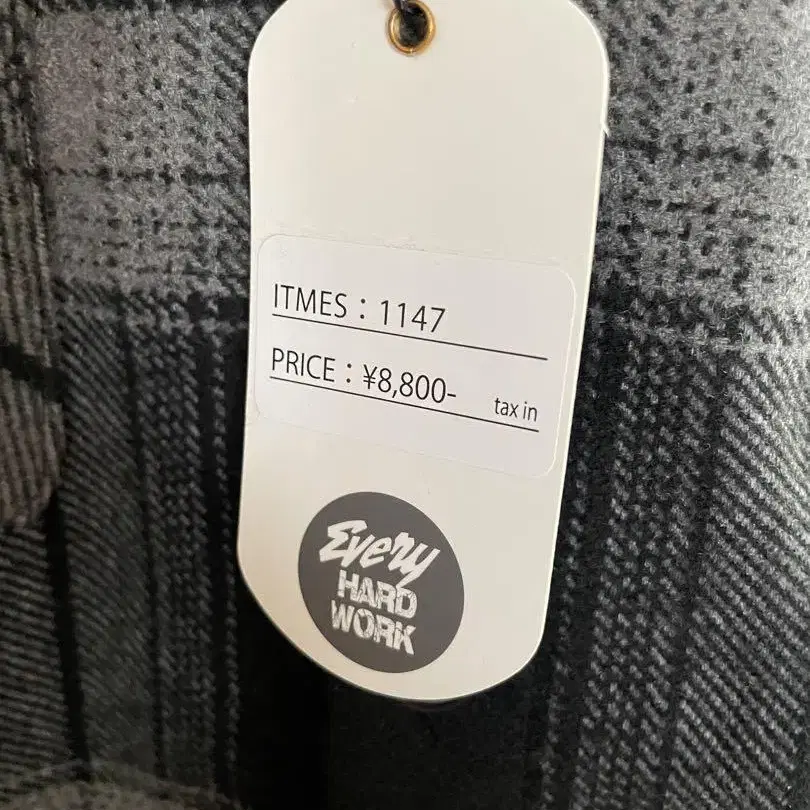 ITMES : 1147
PRICE : ¥8,800- tax in
Every
HARD
WORK